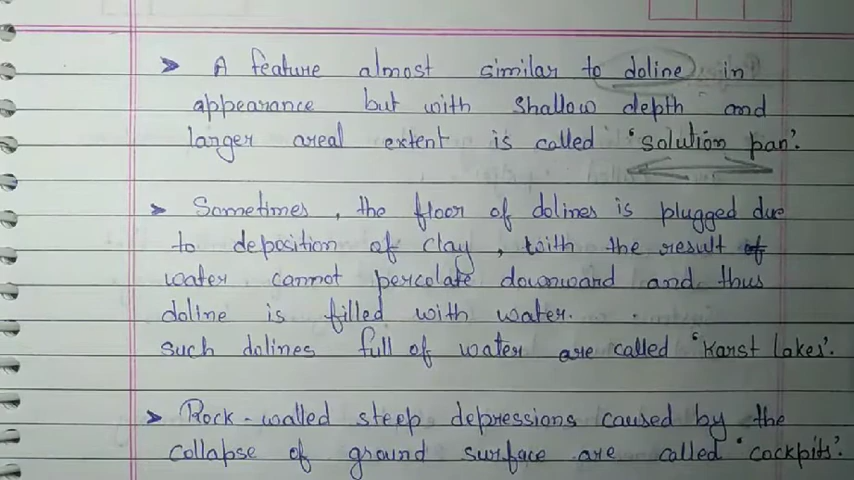 ➤ A feature almost similar to doline in
appearance but with shallow depth and
larger areal extent is called 'solution pan'.
➤ Sometimes, the floor of dolines is plugged due
to deposition of clay, with the result
water cannot percolate downward and thus
doline is filled with water.
such dolines full of water are called 'Karst lakes'.
➤ Rock-walled steep depressions caused by the
collapse of ground surface are called 'cockpits'.